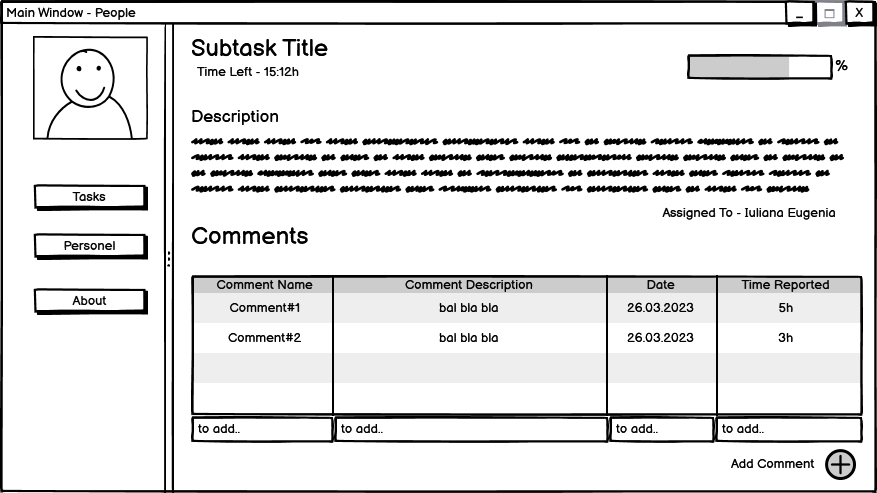 Main Window - People
_ □ X
Tasks
Personel
About
Subtask Title
Time Left - 15:12h
%
Description
Assigned To - Iuliana Eugenia
Comments
Comment Name Comment Description Date Time Reported
Comment#1 bal bla bla 26.03.2023 5h
Comment#2 bal bla bla 26.03.2023 3h
to add.. to add.. to add.. to add..
Add Comment